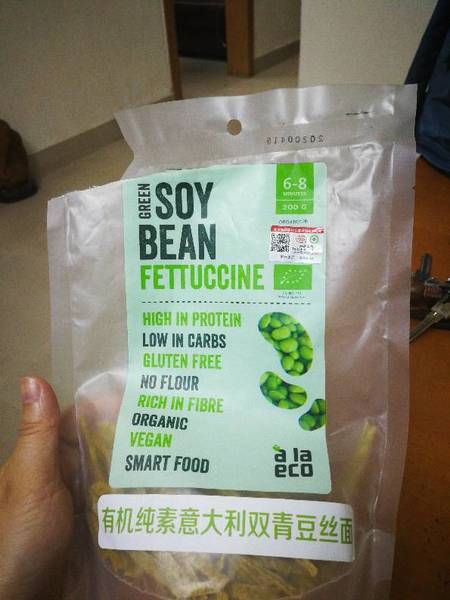 20200416
GREEN
SOY
BEAN
FETTUCCINE
6-8
MINUTES
200 G
ORGANIC
HIGH IN PROTEIN
LOW IN CARBS
GLUTEN FREE
NO FLOUR
RICH IN FIBRE
ORGANIC
VEGAN
SMART FOOD
à la
eco
有机纯素意大利双青豆丝面